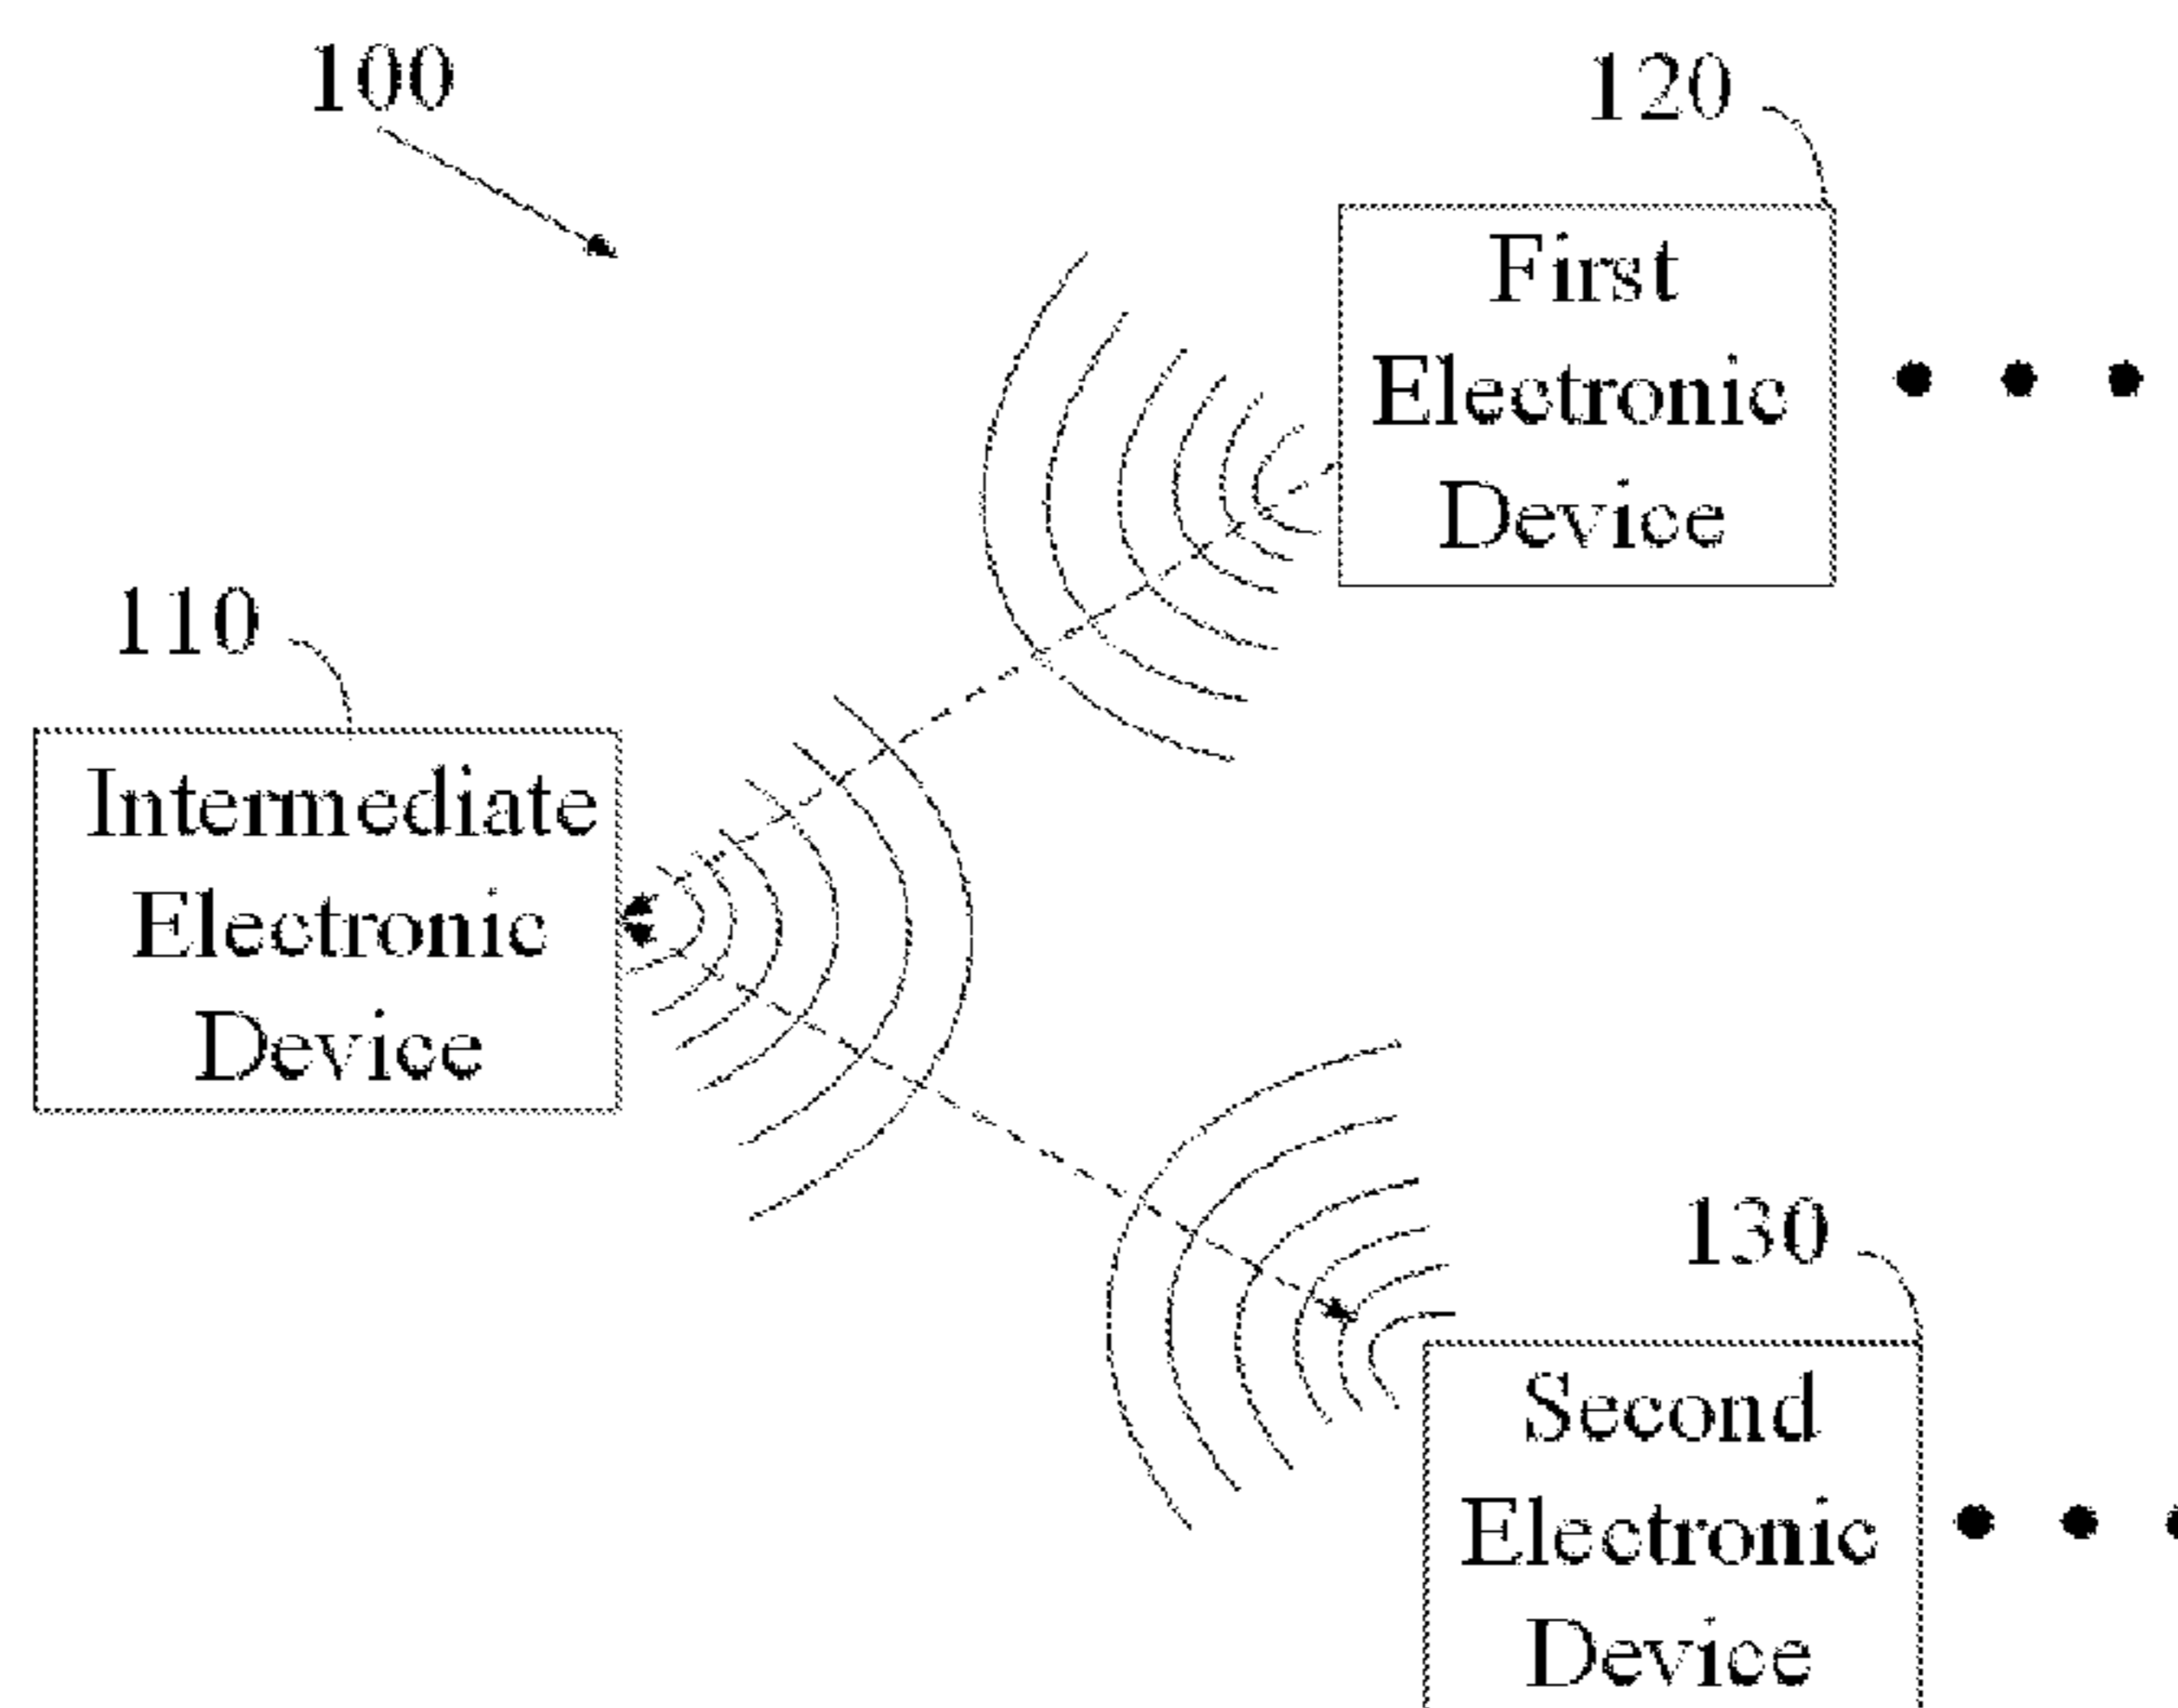 100
120
First
Electronic
Device
110
Intermediate
Electronic
Device
130
Second
Electronic
Device